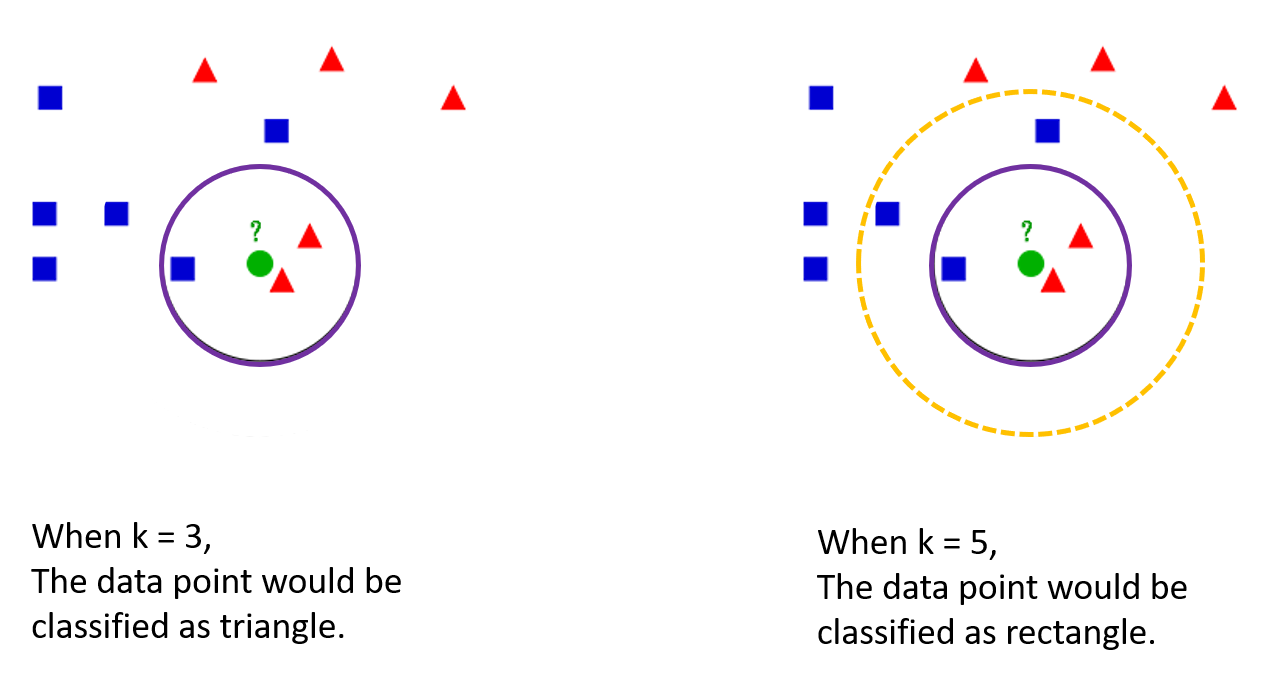 ?
?
When k = 3,
The data point would be
classified as triangle.
When k = 5,
The data point would be
classified as rectangle.